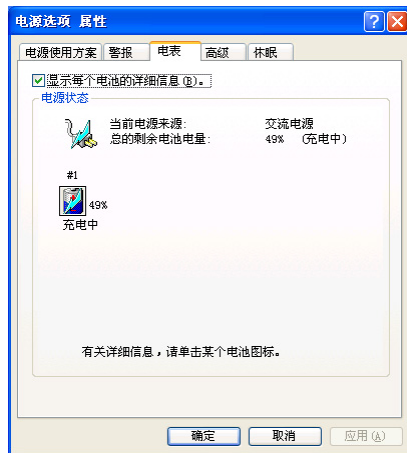 电源选项 属性
电源使用方案 警报 电表 高级 休眠
显示每个电池的详细信息(B)。
电源状态
当前电源来源: 交流电源
总的剩余电池电量: 49% (充电中)
#1
49%
充电中
有关详细信息，请单击某个电池图标。
确定 取消 应用(A)